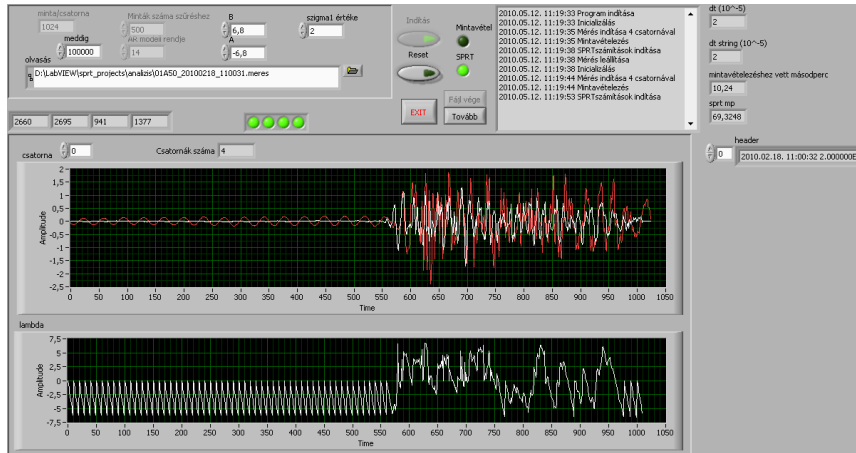 minta/csatorna
1024
meddig
100000
Minták száma szűréshez
500
AR modell rendje
14
B
6,8
A
-6,8
szigma1 értéke
2
olvasás
D:\LabVIEW\sprt_projects\analizis\01A50_20100218_110031.meres
Indítás
Mintavétel
Reset
SPRT
EXIT
Fájl vége
Tovább
2010.05.12. 11:19:33 Program indítása
2010.05.12. 11:19:33 Inicializálás
2010.05.12. 11:19:35 Mérés indítása 4 csatornával
2010.05.12. 11:19:35 Mintavételezés
2010.05.12. 11:19:38 SPRTszámítások indítása
2010.05.12. 11:19:38 Mérés leállítása
2010.05.12. 11:19:38 Inicializálás
2010.05.12. 11:19:44 Mérés indítása 4 csatornával
2010.05.12. 11:19:44 Mintavételezés
2010.05.12. 11:19:53 SPRTszámítások indítása
dt (10^-5)
2
dt string (10^-5)
2
mintavételezéshez vett másodperc
10,24
sprt mp
69,3248
header
0
2010.02.18. 11:00:32 2.000000E
2660 2695 941 1377
csatorna 0 Csatornák száma 4
Amplitude
2
1,5
1
0,5
0
-0,5
-1
-1,5
-2
-2,5
0 50 100 150 200 250 300 350 400 450 500 550 600 650 700 750 800 850 900 950 1000 1050
Time
lambda
Amplitude
7,5
5
2,5
0
-2,5
-5
-7,5
0 50 100 150 200 250 300 350 400 450 500 550 600 650 700 750 800 850 900 950 1000 1050
Time